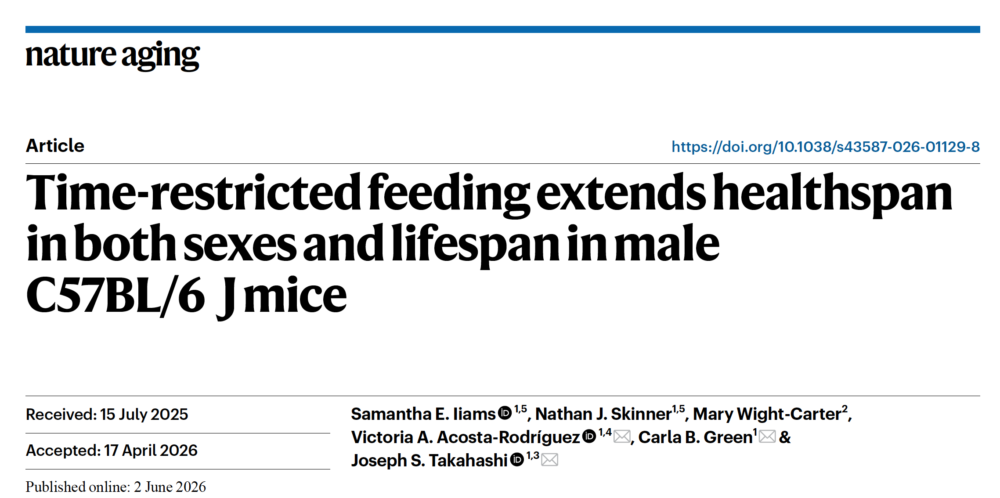 nature aging
Article
https://doi.org/10.1038/s43587-026-01129-8
Time-restricted feeding extends healthspan
in both sexes and lifespan in male
C57BL/6 J mice
Received: 15 July 2025
Accepted: 17 April 2026
Published online: 2 June 2026
Samantha E. Iiams iD 1,5, Nathan J. Skinner1,5, Mary Wight-Carter2,
Victoria A. Acosta-Rodríguez iD 1,4, Carla B. Green1 &
Joseph S. Takahashi iD 1,3